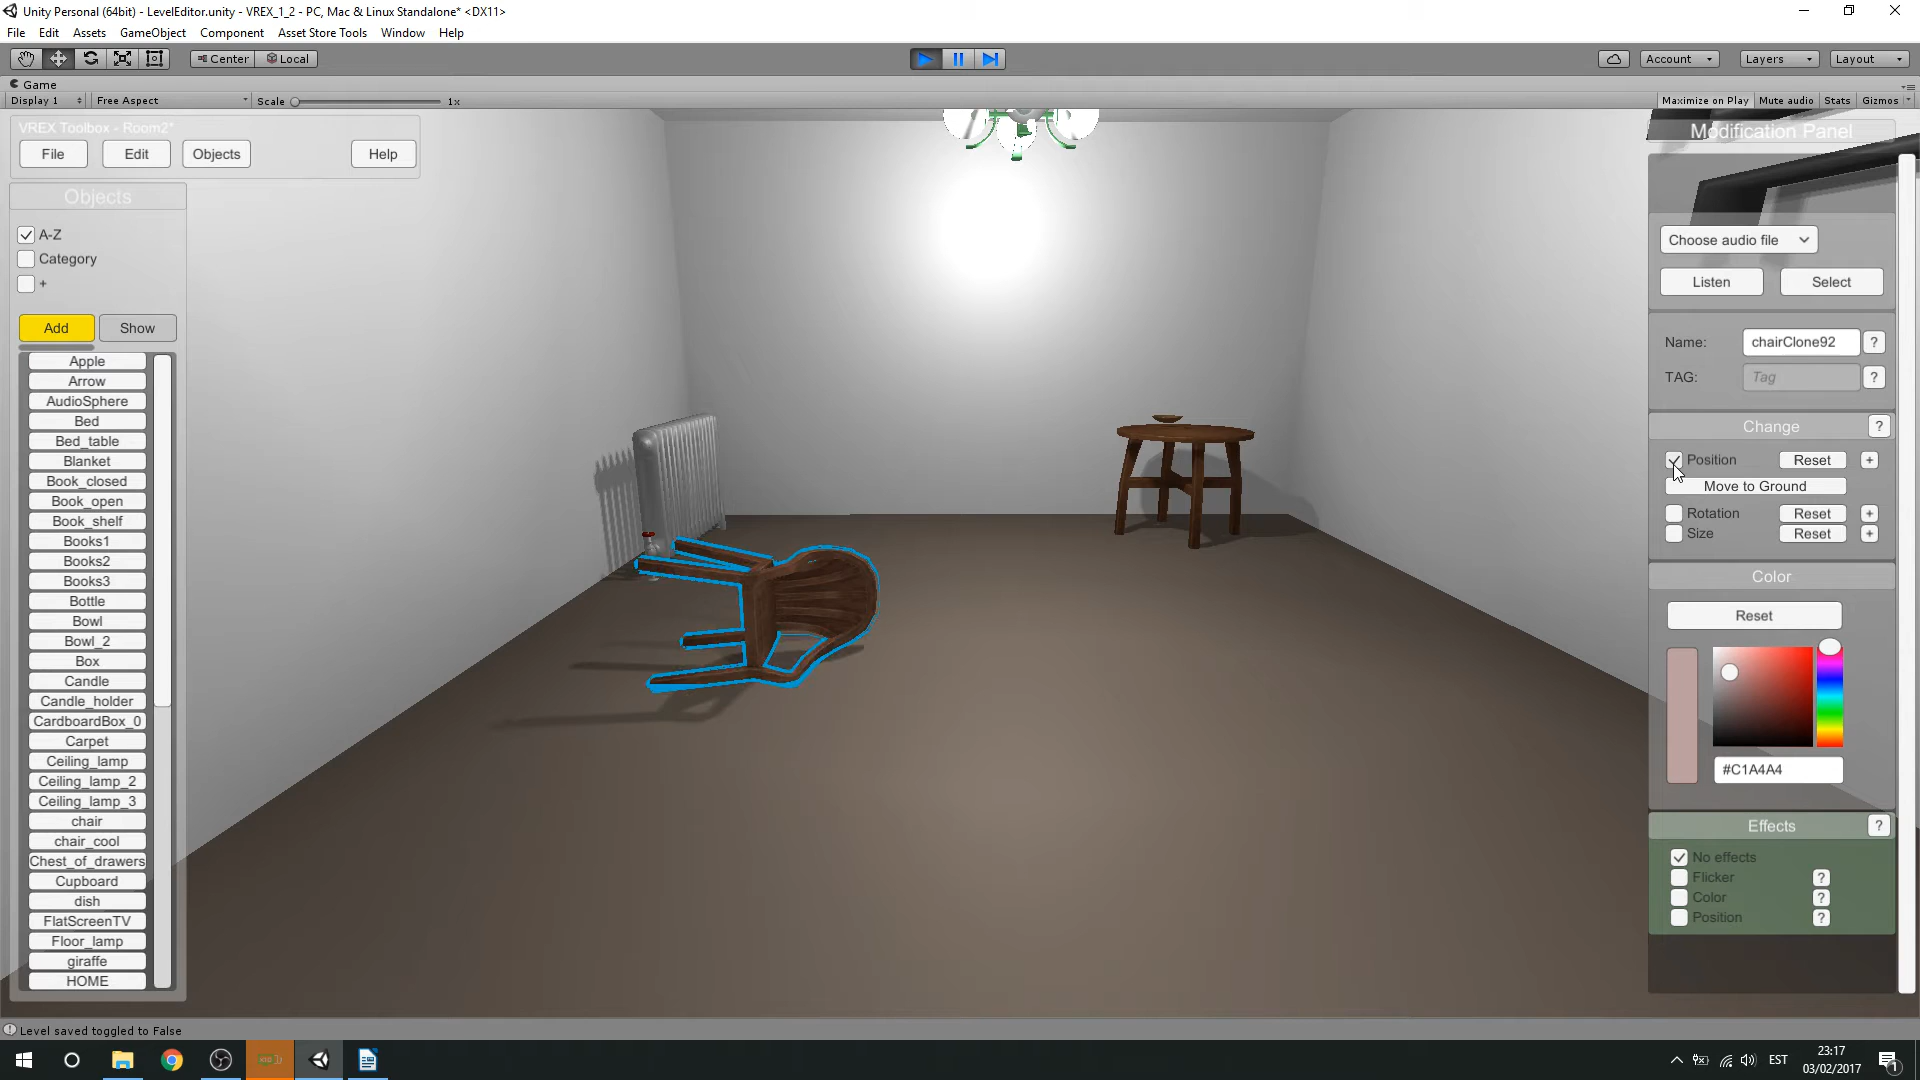 Unity Personal (64bit) - LevelEditor.unity - VREX_1_2 - PC, Mac & Linux Standalone* <DX11>
File Edit Assets GameObject Component Asset Store Tools Window Help
Center Local Account Layers Layout
Game
Display 1 Free Aspect Scale 1x Maximize on Play Mute audio Stats Gizmos
VREX Toolbox - Room2*
File Edit Objects Help
Objects
A-Z
Category
+
Add Show
Apple
Arrow
AudioSphere
Bed
Bed_table
Blanket
Book_closed
Book_open
Book_shelf
Books1
Books2
Books3
Bottle
Bowl
Bowl_2
Box
Candle
Candle_holder
CardboardBox_0
Carpet
Ceiling_lamp
Ceiling_lamp_2
Ceiling_lamp_3
chair
chair_cool
Chest_of_drawers
Cupboard
dish
FlatScreenTV
Floor_lamp
giraffe
HOME
Modification Panel
Choose audio file
Listen Select
Name: chairClone92 ?
TAG: Tag ?
Change ?
Position Reset +
Move to Ground
Rotation Reset +
Size Reset +
Color
Reset
#C1A4A4
Effects ?
No effects
Flicker ?
Color ?
Position ?
Level saved toggled to False
EST
23:17
03/02/2017
1